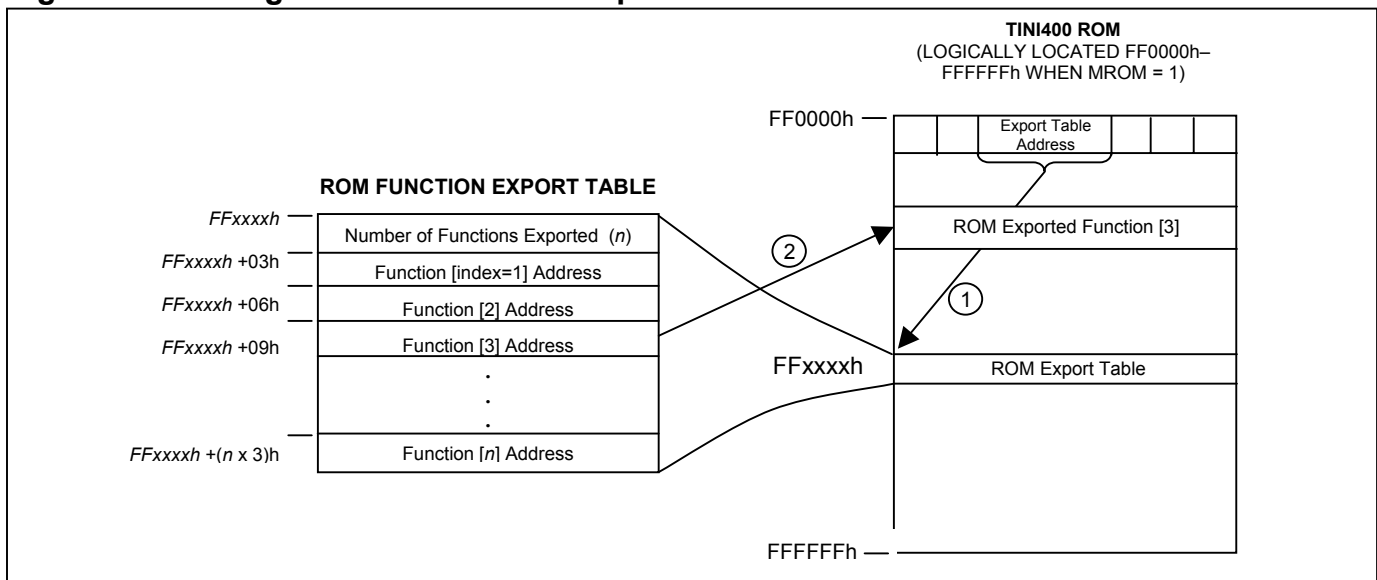 TINI400 ROM
(LOGICALLY LOCATED FF0000h–
FFFFFFh WHEN MROM = 1)
FF0000h
Export Table
Address
ROM FUNCTION EXPORT TABLE
FFxxxxh
Number of Functions Exported (n)
ROM Exported Function [3]
2
FFxxxxh +03h
Function [index=1] Address
1
FFxxxxh +06h
Function [2] Address
FFxxxxh +09h
Function [3] Address
FFxxxxh
ROM Export Table
.
.
.
FFxxxxh +(n x 3)h
Function [n] Address
FFFFFFh